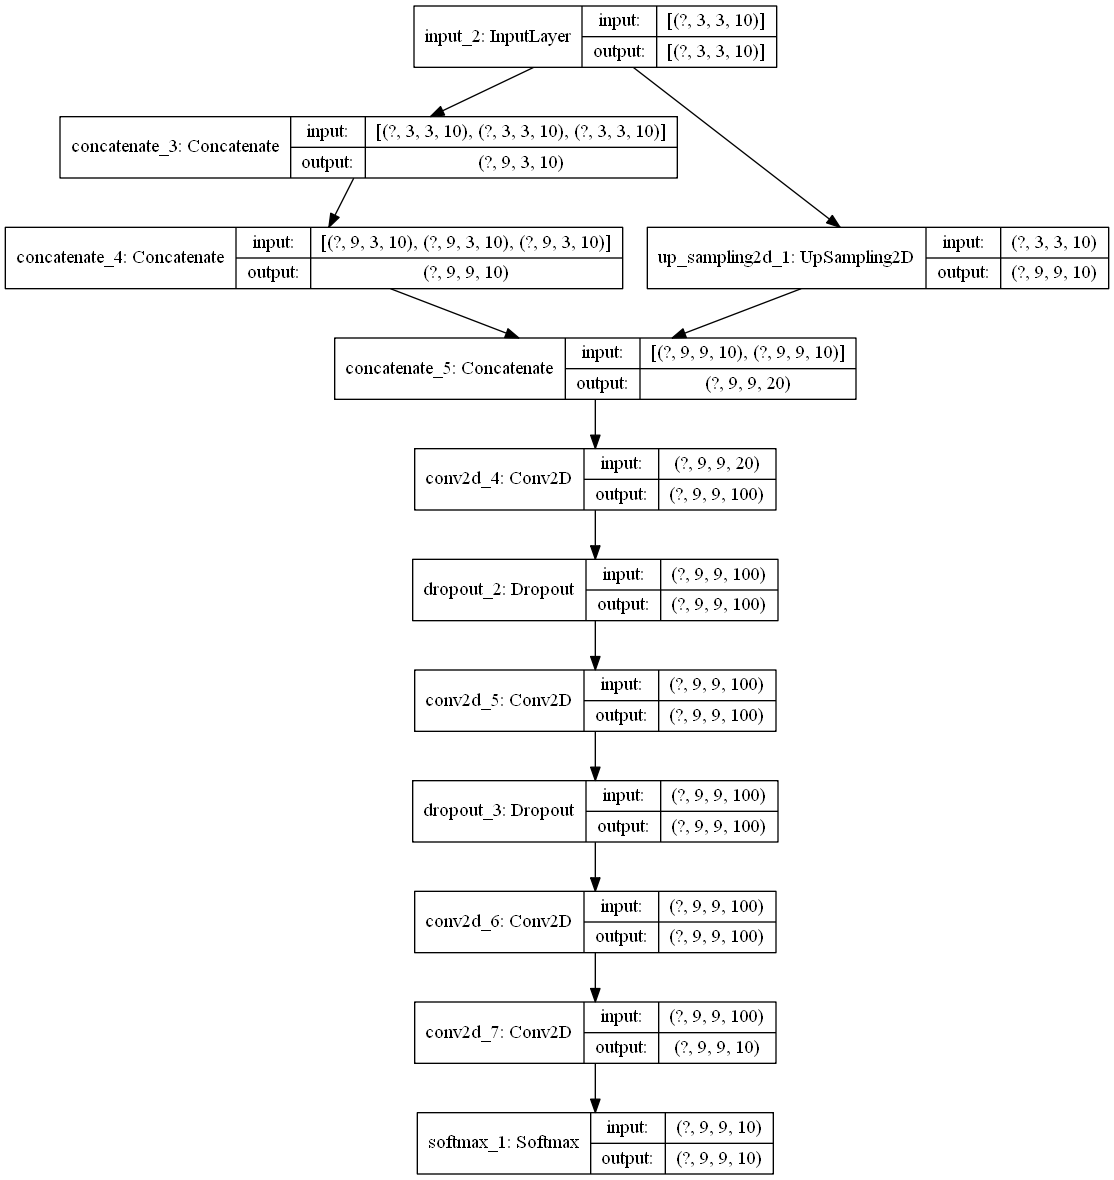 input_2: InputLayer
input: [(?, 3, 3, 10)]
output: [(?, 3, 3, 10)]
concatenate_3: Concatenate
input: [(?, 3, 3, 10), (?, 3, 3, 10), (?, 3, 3, 10)]
output: (?, 9, 3, 10)
concatenate_4: Concatenate
input: [(?, 9, 3, 10), (?, 9, 3, 10), (?, 9, 3, 10)]
output: (?, 9, 9, 10)
up_sampling2d_1: UpSampling2D
input: (?, 3, 3, 10)
output: (?, 9, 9, 10)
concatenate_5: Concatenate
input: [(?, 9, 9, 10), (?, 9, 9, 10)]
output: (?, 9, 9, 20)
conv2d_4: Conv2D
input: (?, 9, 9, 20)
output: (?, 9, 9, 100)
dropout_2: Dropout
input: (?, 9, 9, 100)
output: (?, 9, 9, 100)
conv2d_5: Conv2D
input: (?, 9, 9, 100)
output: (?, 9, 9, 100)
dropout_3: Dropout
input: (?, 9, 9, 100)
output: (?, 9, 9, 100)
conv2d_6: Conv2D
input: (?, 9, 9, 100)
output: (?, 9, 9, 100)
conv2d_7: Conv2D
input: (?, 9, 9, 100)
output: (?, 9, 9, 10)
softmax_1: Softmax
input: (?, 9, 9, 10)
output: (?, 9, 9, 10)